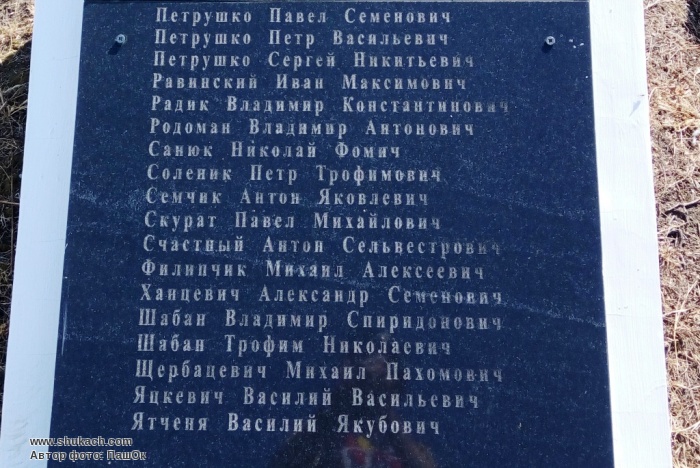 Петрушко Павел Семенович
Петрушко Петр Васильевич
Петрушко Сергей Никитьевич
Равинский Иван Максимович
Радик Владимир Константинович
Родоман Владимир Антонович
Санюк Николай Фомич
Соленик Петр Трофимович
Семчик Антон Яковлевич
Скурат Павел Михайлович
Счастный Антон Сельвестрович
Филипчик Михаил Алексеевич
Ханцевич Александр Семенович
Шабан Владимир Спиридонович
Шабан Трофим Николаевич
Щербацевич Михаил Пахомович
Яцкевич Василий Васильевич
Ятченя Василий Якубович
www.shukach.com
Автор фото: ПашОк